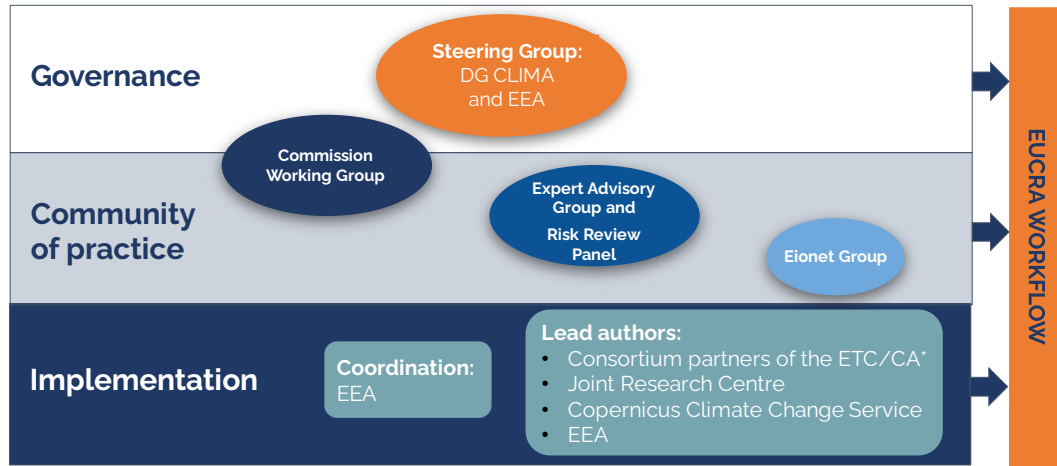 Governance
Steering Group:
DG CLIMA
and EEA
Commission
Working Group
Community
of practice
Expert Advisory
Group and
Risk Review
Panel
Eionet Group
Implementation
Coordination:
EEA
Lead authors:
• Consortium partners of the ETC/CA*
• Joint Research Centre
• Copernicus Climate Change Service
• EEA
EUCRA WORKFLOW